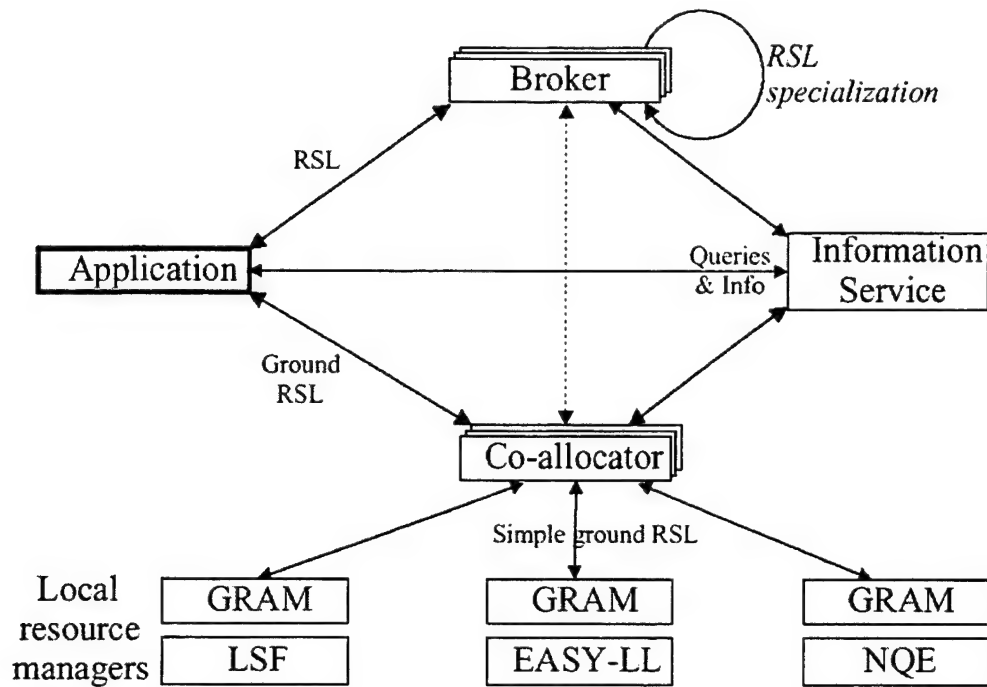 Broker
RSL
specialization
RSL
Application
Queries
& Info
Information
Service
Ground
RSL
Co-allocator
Simple ground RSL
Local
resource
managers
GRAM
GRAM
GRAM
LSF
EASY-LL
NQE